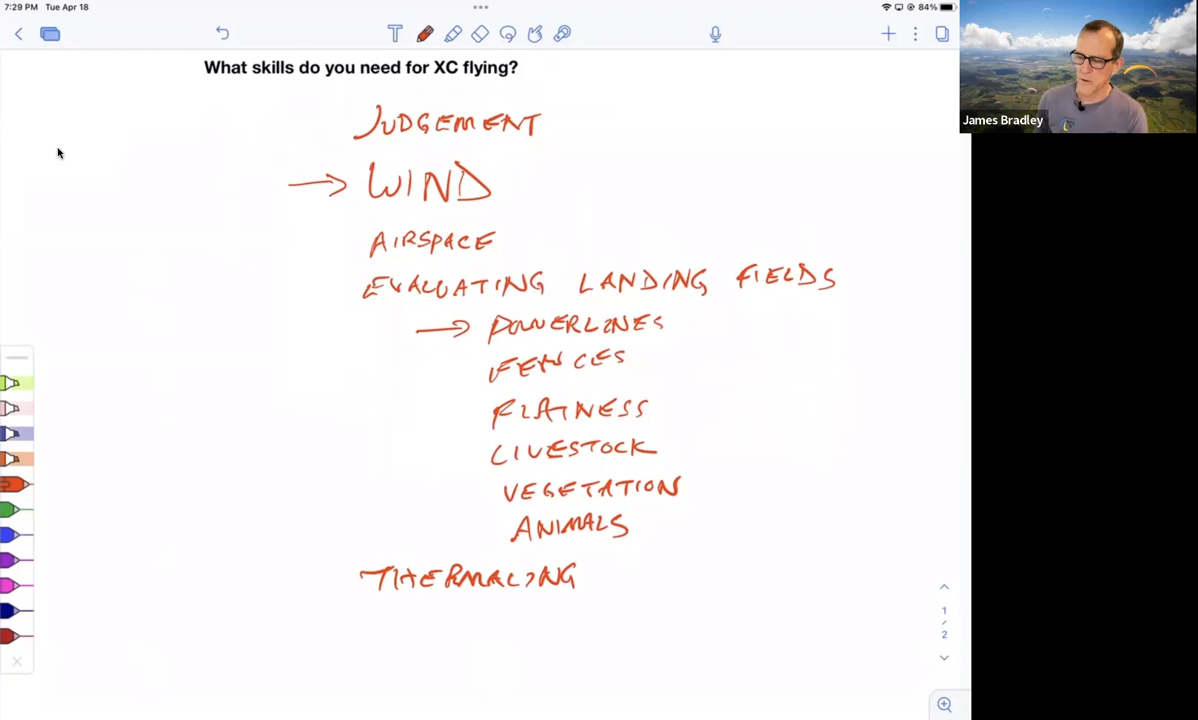 7:29 PM Tue Apr 18
84%
What skills do you need for XC flying?
James Bradley
JUDGEMENT
→ WIND
AIRSPACE
EVALUATING LANDING FIELDS
→ POWERLINES
FENCES
FLATNESS
LIVESTOCK
VEGETATION
ANIMALS
THERMALING
1
/
2